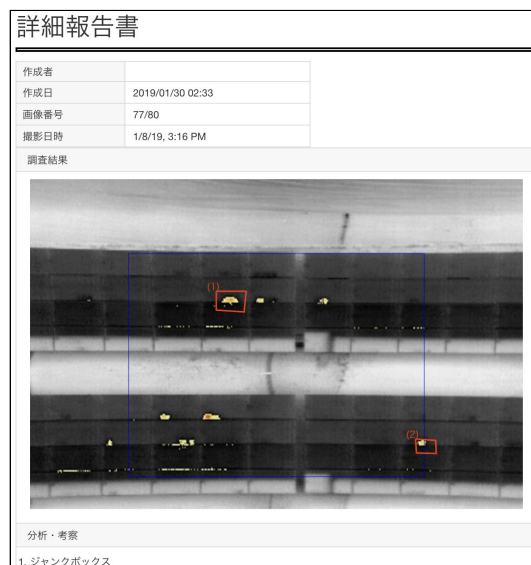 詳細報告書
作成者
作成日 2019/01/30 02:33
画像番号 77/80
撮影日時 1/8/19, 3:16 PM
調査結果
(1)
(2)
分析・考察
1. ジャンクボックス